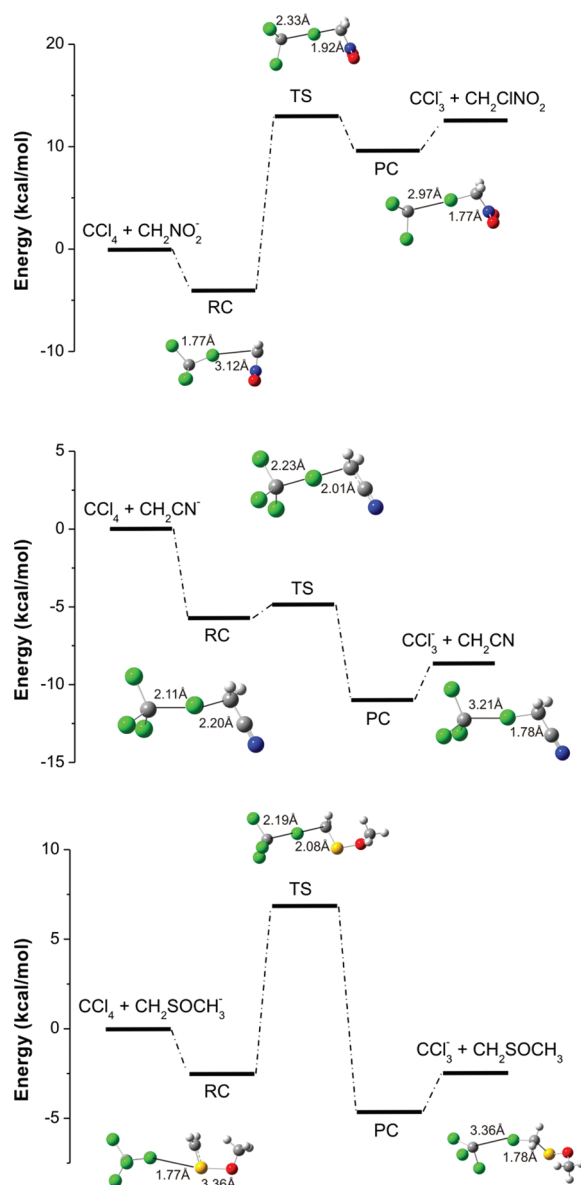 2.33Å
1.92Å
20
TS
CCl₃⁻ + CH₂ClNO₂
10
PC
Energy (kcal/mol)
2.97Å
1.77Å
CCl₄ + CH₂NO₂⁻
0
RC
-10
1.77Å
3.12Å
5
2.23Å
2.01Å
CCl₄ + CH₂CN⁻
0
Energy (kcal/mol)
TS
-5
RC
CCl₃⁻ + CH₂CN
2.11Å
2.20Å
-10
PC
3.21Å
1.78Å
-15
2.19Å
2.08Å
10
TS
Energy (kcal/mol)
5
CCl₄ + CH₂SOCH₃⁻
0
CCl₃⁻ + CH₂SOCH₃
RC
PC
-5
3.36Å
1.78Å
1.77Å
3.36Å